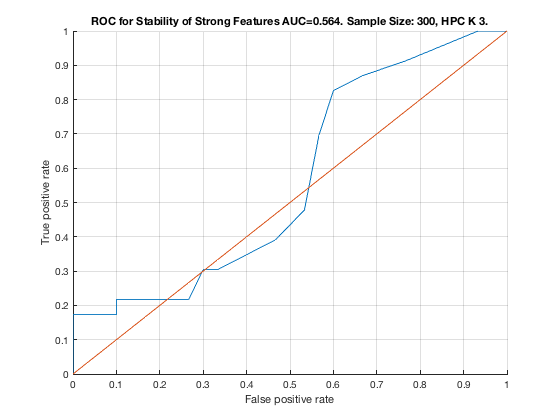 ROC for Stability of Strong Features AUC=0.564. Sample Size: 300, HPC K 3.
1
0.9
0.8
0.7
0.6
0.5
0.4
0.3
0.2
0.1
0
True positive rate
0 0.1 0.2 0.3 0.4 0.5 0.6 0.7 0.8 0.9 1
False positive rate